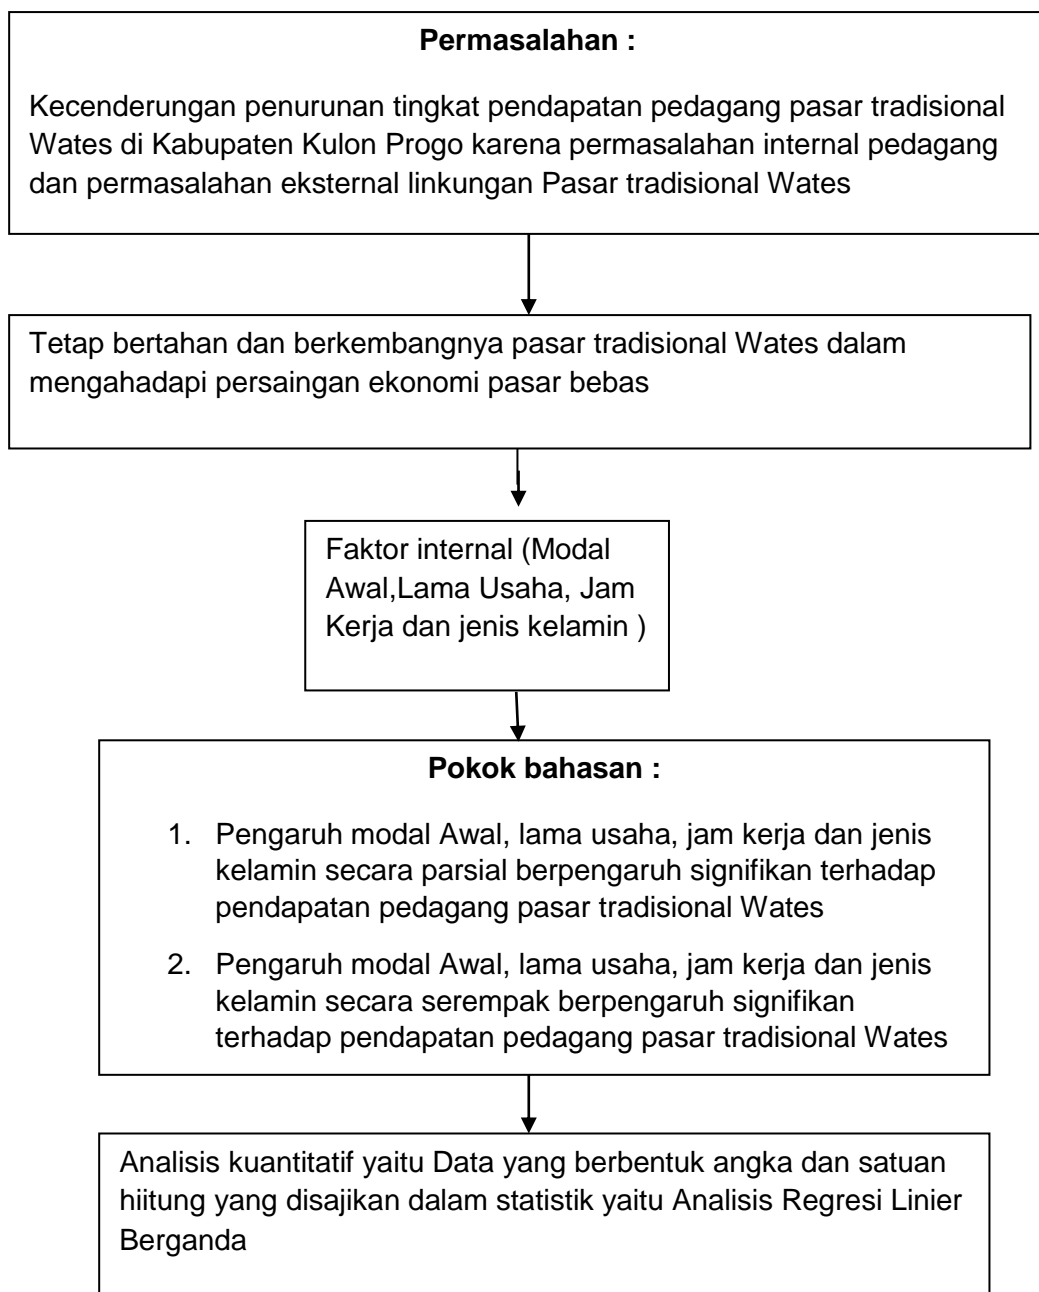 Permasalahan :
Kecenderungan penurunan tingkat pendapatan pedagang pasar tradisional
Wates di Kabupaten Kulon Progo karena permasalahan internal pedagang
dan permasalahan eksternal linkungan Pasar tradisional Wates
Tetap bertahan dan berkembangnya pasar tradisional Wates dalam
mengahadapi persaingan ekonomi pasar bebas
Faktor internal (Modal
Awal,Lama Usaha, Jam
Kerja dan jenis kelamin )
Pokok bahasan :
1. Pengaruh modal Awal, lama usaha, jam kerja dan jenis
kelamin secara parsial berpengaruh signifikan terhadap
pendapatan pedagang pasar tradisional Wates
2. Pengaruh modal Awal, lama usaha, jam kerja dan jenis
kelamin secara serempak berpengaruh signifikan
terhadap pendapatan pedagang pasar tradisional Wates
Analisis kuantitatif yaitu Data yang berbentuk angka dan satuan
hiitung yang disajikan dalam statistik yaitu Analisis Regresi Linier
Berganda